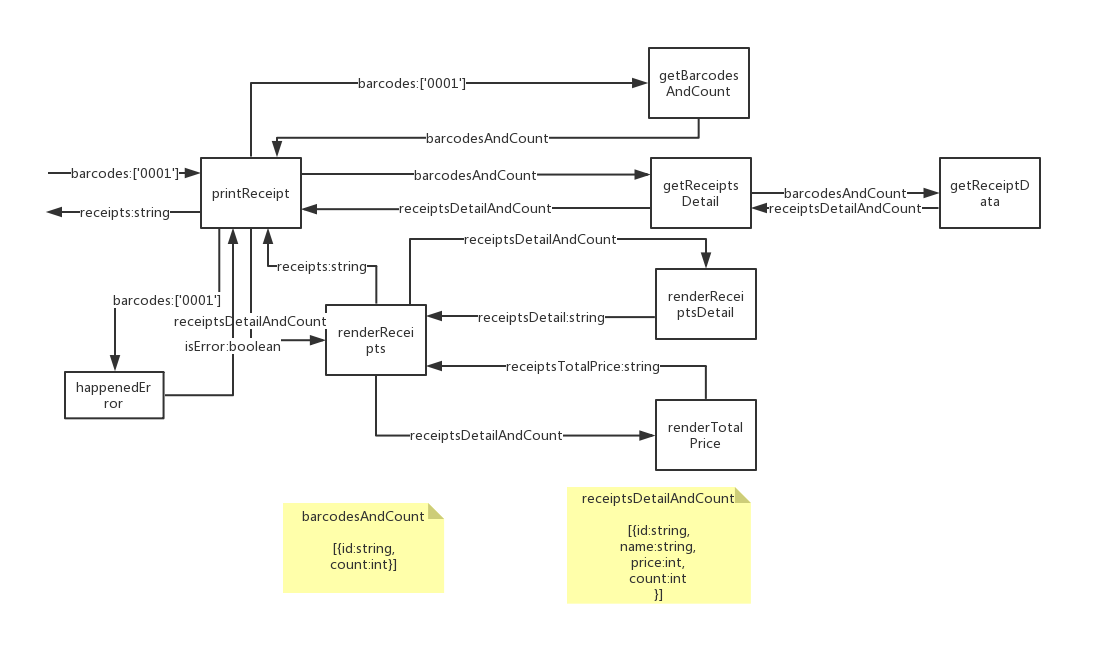 getBarcodes
AndCount
barcodes:['0001']
barcodesAndCount
barcodes:['0001']
printReceipt
receipts:string
barcodesAndCount
receiptsDetailAndCount
getReceipts
Detail
barcodesAndCount
receiptsDetailAndCount
getReceiptD
ata
receiptsDetailAndCount
receipts:string
barcodes:['0001']
receiptsDetailAndCount
isError:boolean
renderRecei
pts
receiptsDetail:string
renderRecei
ptsDetail
receiptsTotalPrice:string
happenedEr
ror
receiptsDetailAndCount
renderTotal
Price
barcodesAndCount
[{id:string,
count:int}]
receiptsDetailAndCount
[{id:string,
name:string,
price:int,
count:int
}]